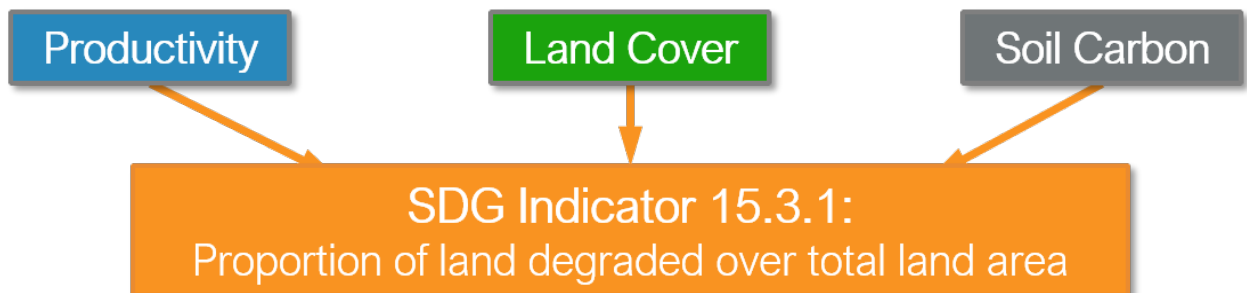 Productivity
Land Cover
Soil Carbon
SDG Indicator 15.3.1:
Proportion of land degraded over total land area